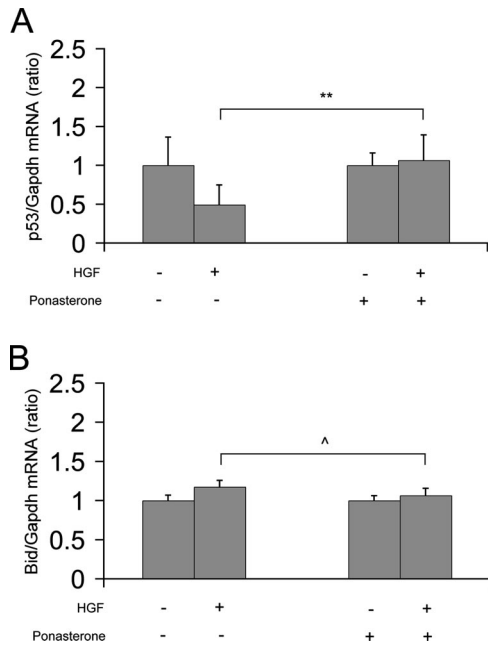 A
p53/Gapdh mRNA (ratio)
2.5
2
1.5
1
0.5
0
**
HGF - + - +
Ponasterone - - + +
B
Bid/Gapdh mRNA (ratio)
2.5
2
1.5
1
0.5
0
^
HGF - + - +
Ponasterone - - + +